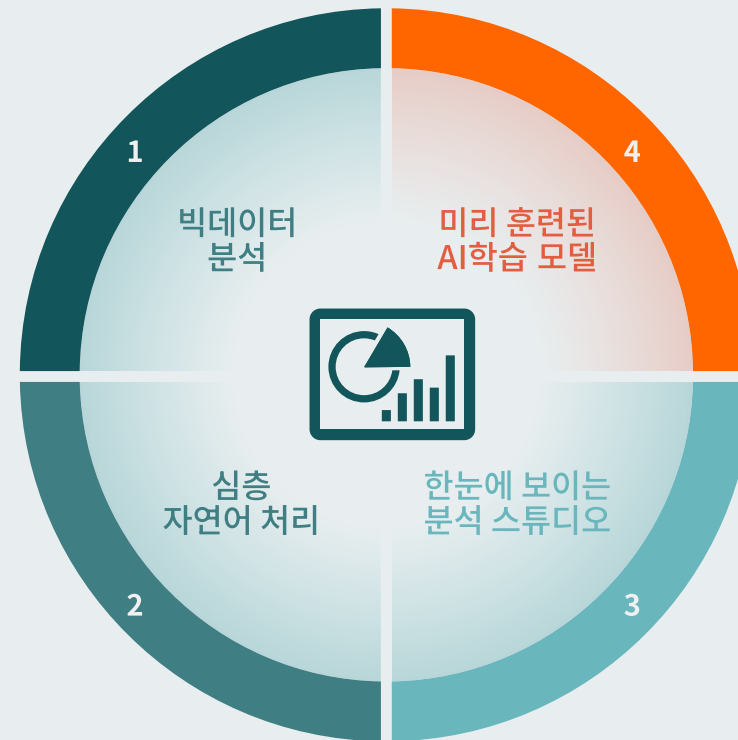 1
빅데이터
분석
4
미리 훈련된
AI학습 모델
심층
자연어 처리
2
한눈에 보이는
분석 스튜디오
3